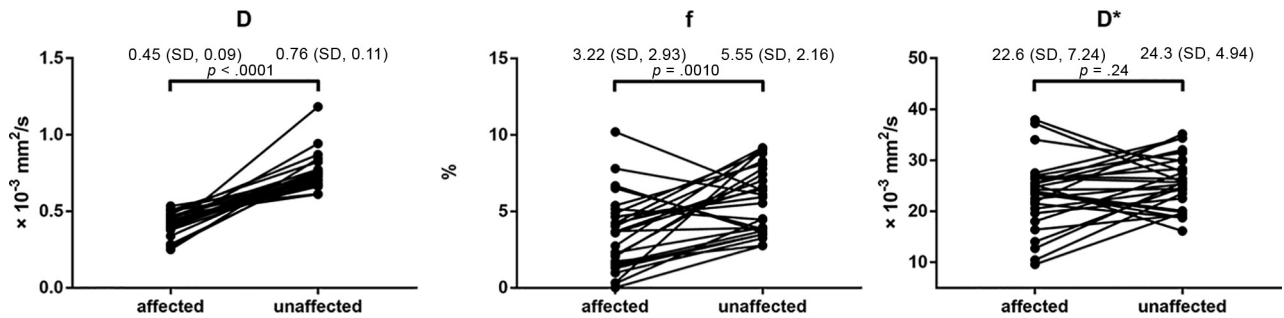 D
0.45 (SD, 0.09) 0.76 (SD, 0.11)
p < .0001
1.5
1.0
0.5
0.0
× 10⁻³ mm²/s
affected unaffected
f
3.22 (SD, 2.93) 5.55 (SD, 2.16)
p = .0010
15
10
5
0
%
affected unaffected
D*
22.6 (SD, 7.24) 24.3 (SD, 4.94)
p = .24
50
40
30
20
10
× 10⁻³ mm²/s
affected unaffected